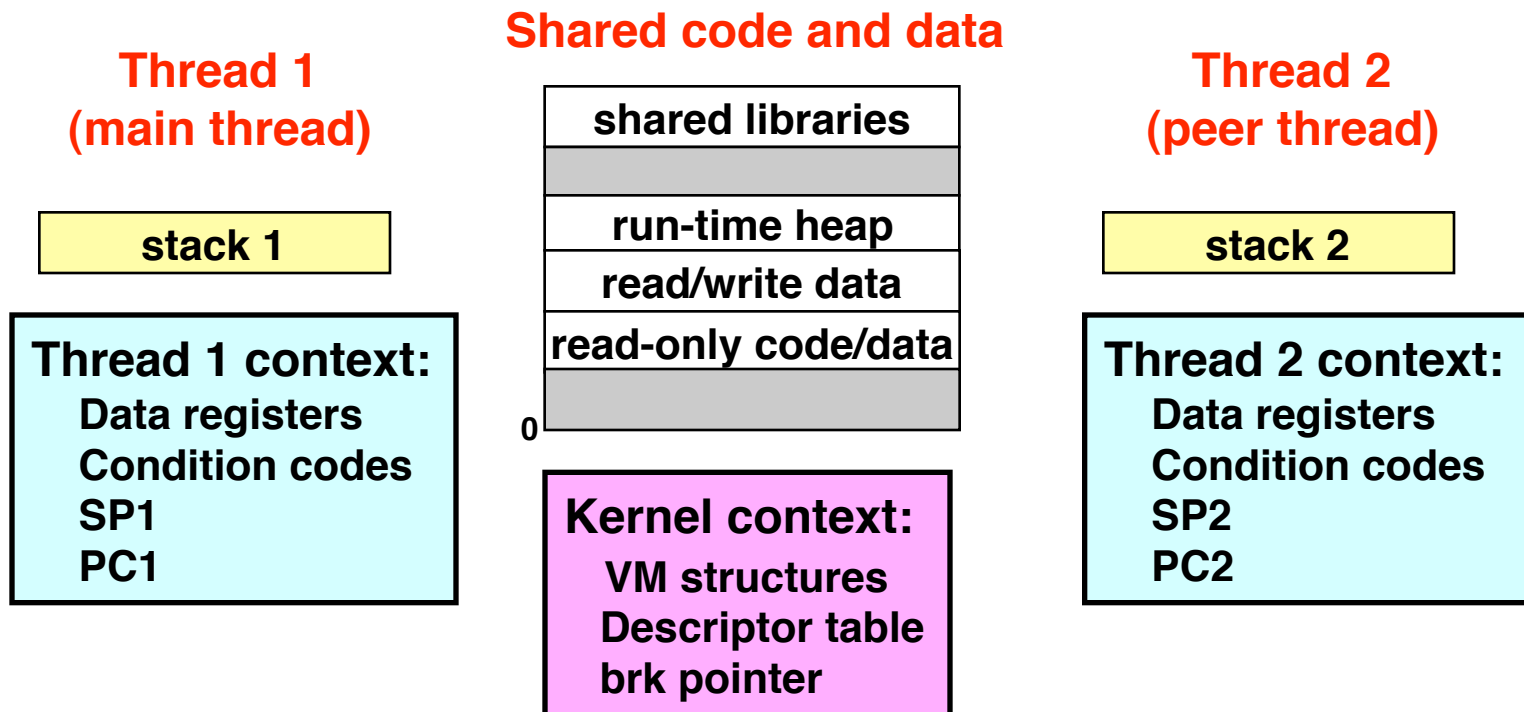 Thread 1
(main thread)
stack 1
Thread 1 context:
Data registers
Condition codes
SP1
PC1
Shared code and data
shared libraries
run-time heap
read/write data
read-only code/data
0
Kernel context:
VM structures
Descriptor table
brk pointer
Thread 2
(peer thread)
stack 2
Thread 2 context:
Data registers
Condition codes
SP2
PC2